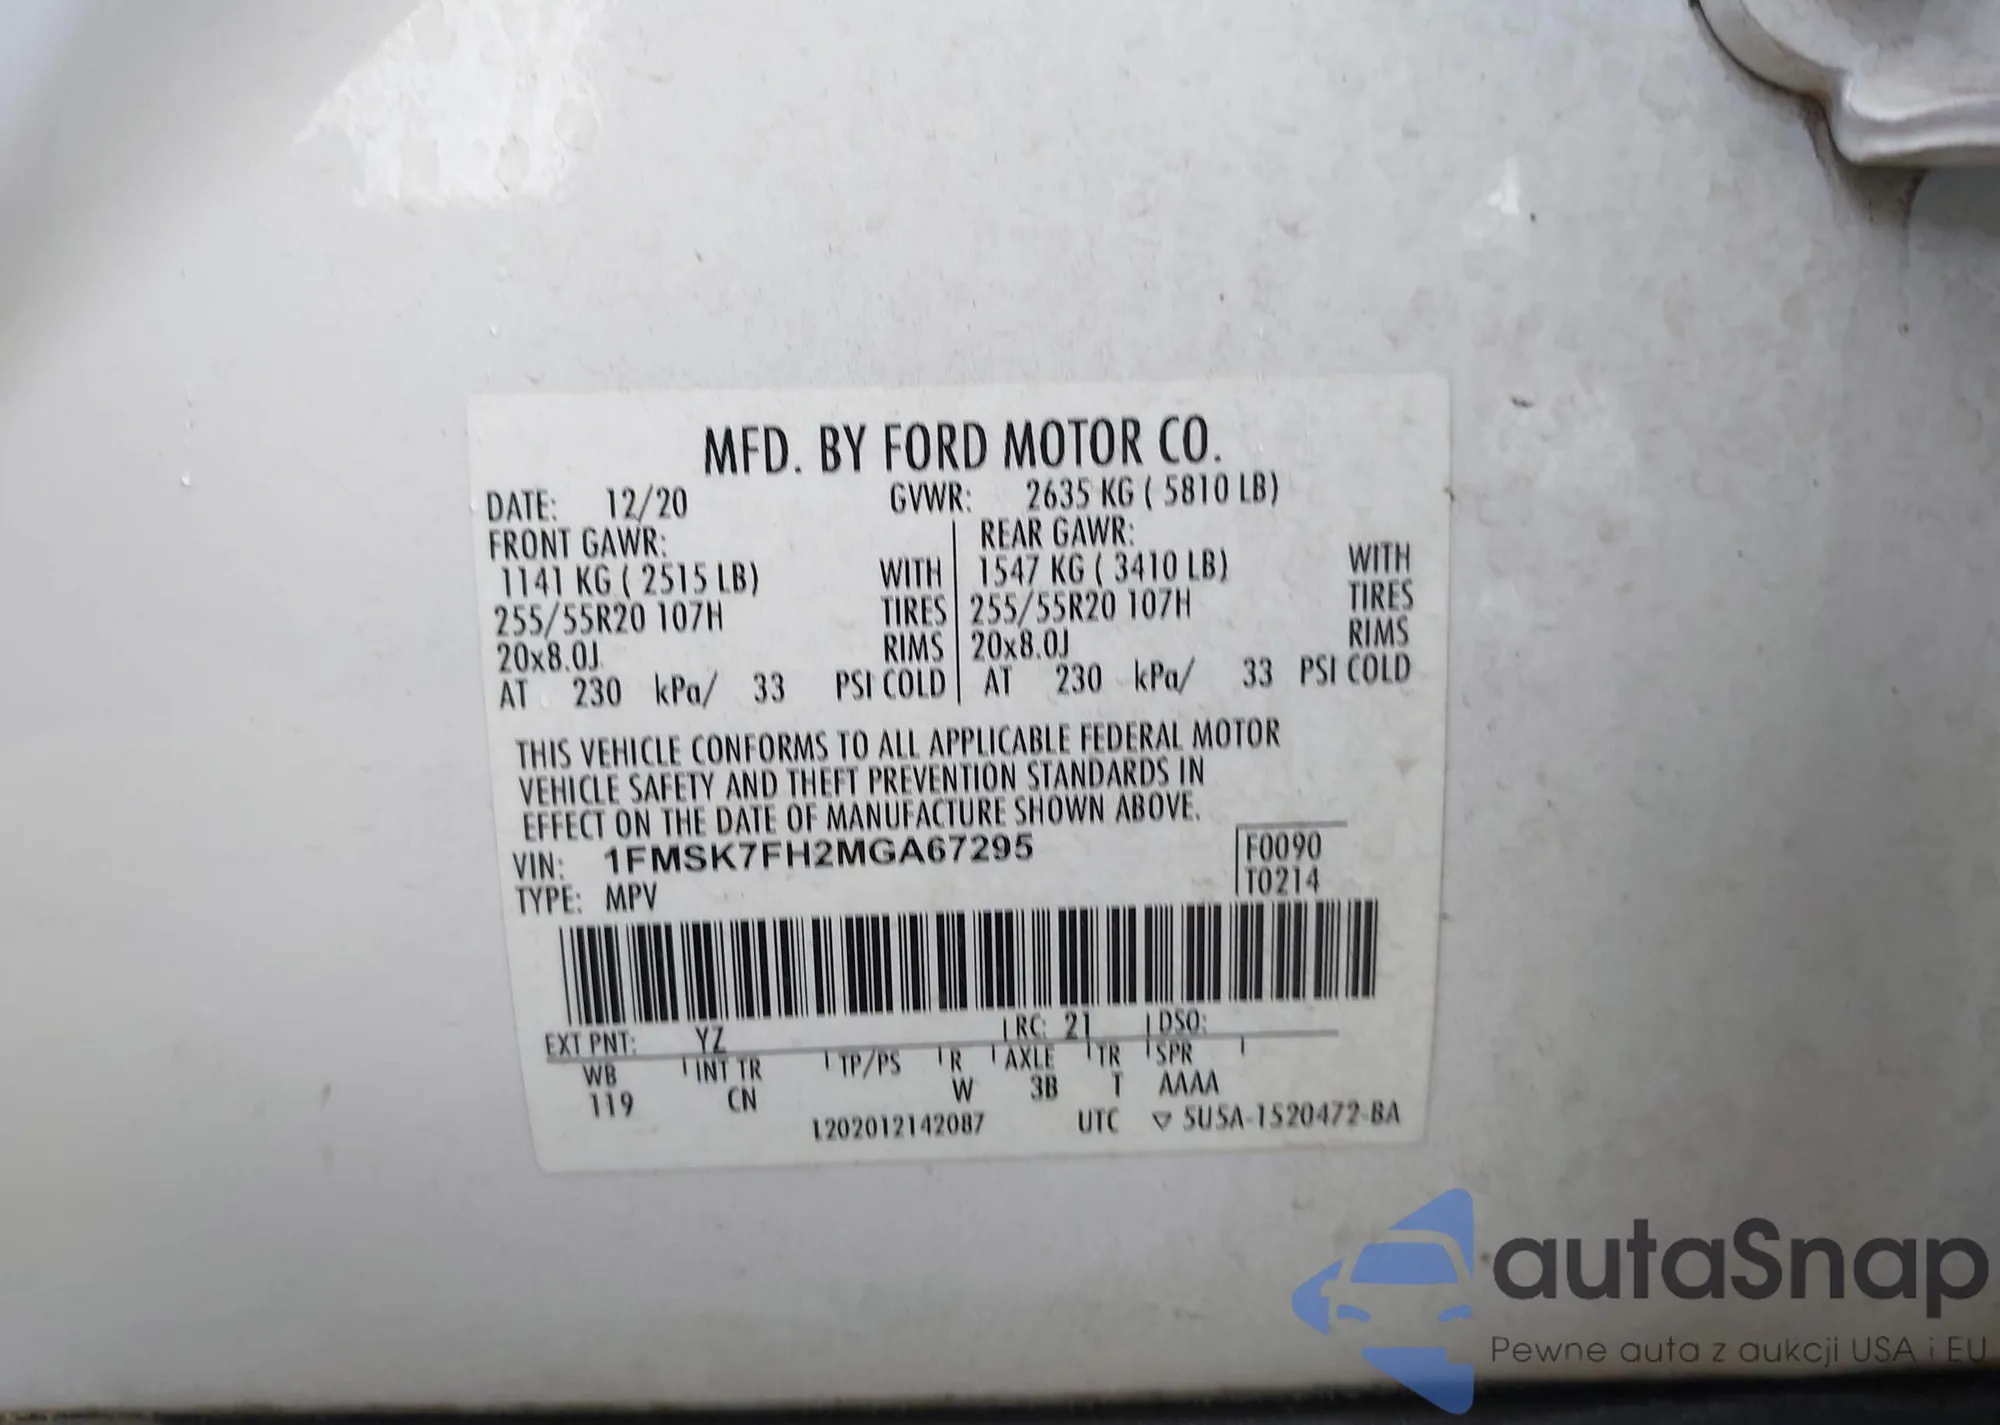 MFD. BY FORD MOTOR CO.
DATE: 12/20 GVWR: 2635 KG ( 5810 LB)
FRONT GAWR: REAR GAWR:
1141 KG ( 2515 LB) WITH 1547 KG ( 3410 LB) WITH
255/55R20 107H TIRES 255/55R20 107H TIRES
20x8.0J RIMS 20x8.0J RIMS
AT 230 kPa/ 33 PSI COLD AT 230 kPa/ 33 PSI COLD
THIS VEHICLE CONFORMS TO ALL APPLICABLE FEDERAL MOTOR
VEHICLE SAFETY AND THEFT PREVENTION STANDARDS IN
EFFECT ON THE DATE OF MANUFACTURE SHOWN ABOVE.
VIN: 1FMSK7FH2MGA67295 F0090
TYPE: MPV T0214
EXT PNT: YZ RC: 21 DSO:
WB INT TR TP/PS R AXLE TR SPR
119 CN W 3B T AAAA
1202012142087 UTC ▽ 5U5A-1520472-BA
autaSnap
Pewne auta z aukcji USA i EU